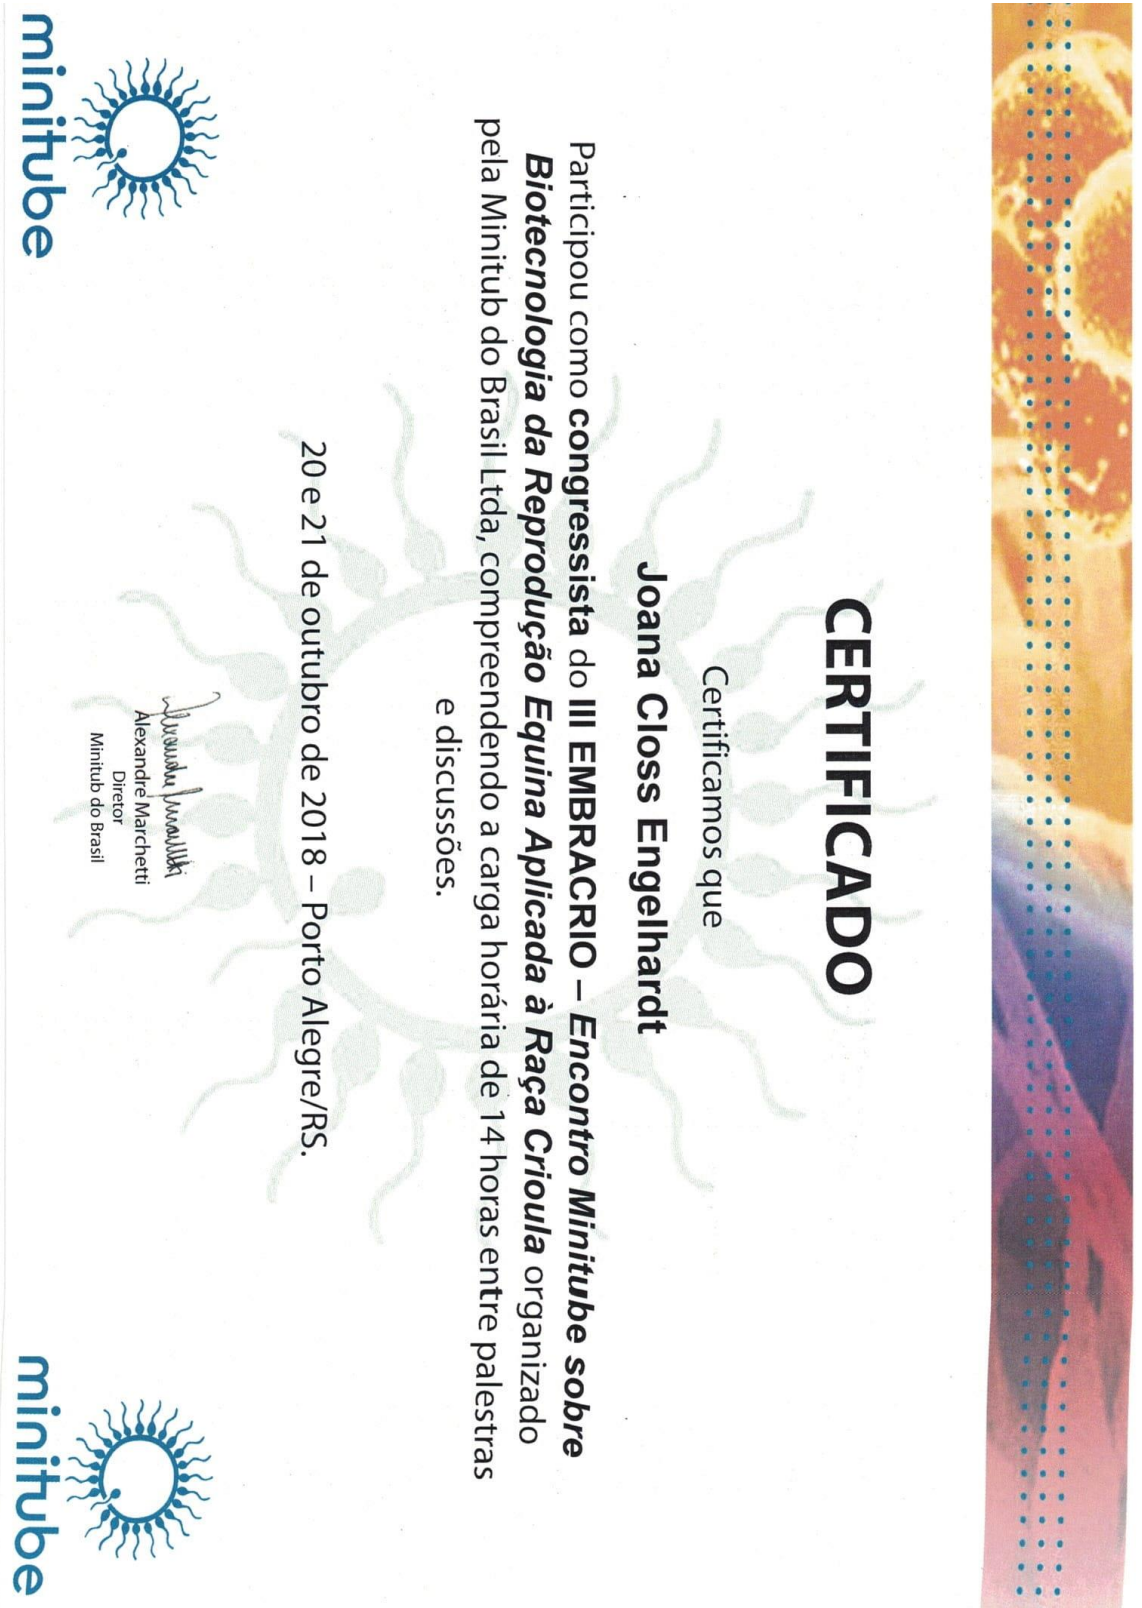 CERTIFICADO
Certificamos que
Joana Closs Engelhardt
Participou como congressista do III EMBRACRIO – Encontro Minitube sobre
Biotecnologia da Reprodução Equina Aplicada à Raça Crioula organizado
pela Minitub do Brasil Ltda, compreendendo a carga horária de 14 horas entre palestras
e discussões.
20 e 21 de outubro de 2018 – Porto Alegre/RS.
Alexandre Marchetti
Diretor
Minitub do Brasil
minitube
minitube